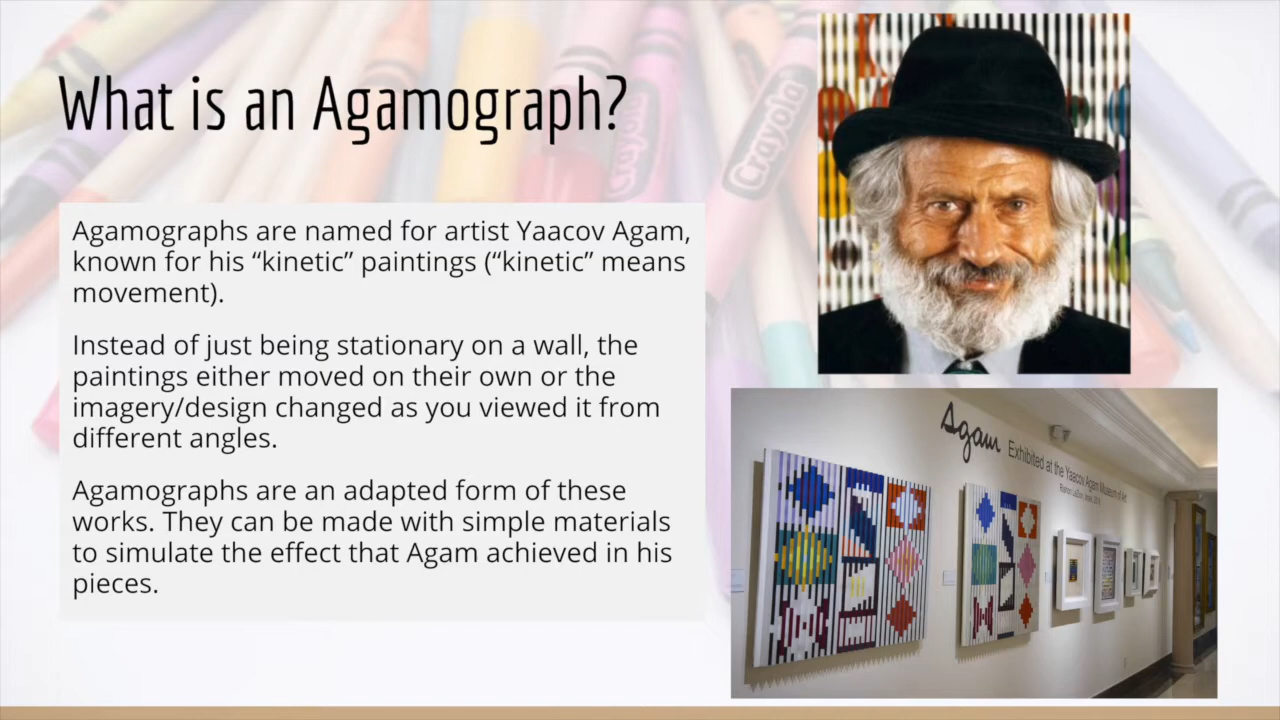 What is an Agamograph?
Agamographs are named for artist Yaacov Agam,
known for his “kinetic” paintings (“kinetic” means
movement).
Instead of just being stationary on a wall, the
paintings either moved on their own or the
imagery/design changed as you viewed it from
different angles.
Agamographs are an adapted form of these
works. They can be made with simple materials
to simulate the effect that Agam achieved in his
pieces.
Crayola
Crayola
Agam Exhibited at the Yaacov Agam Museum of Art